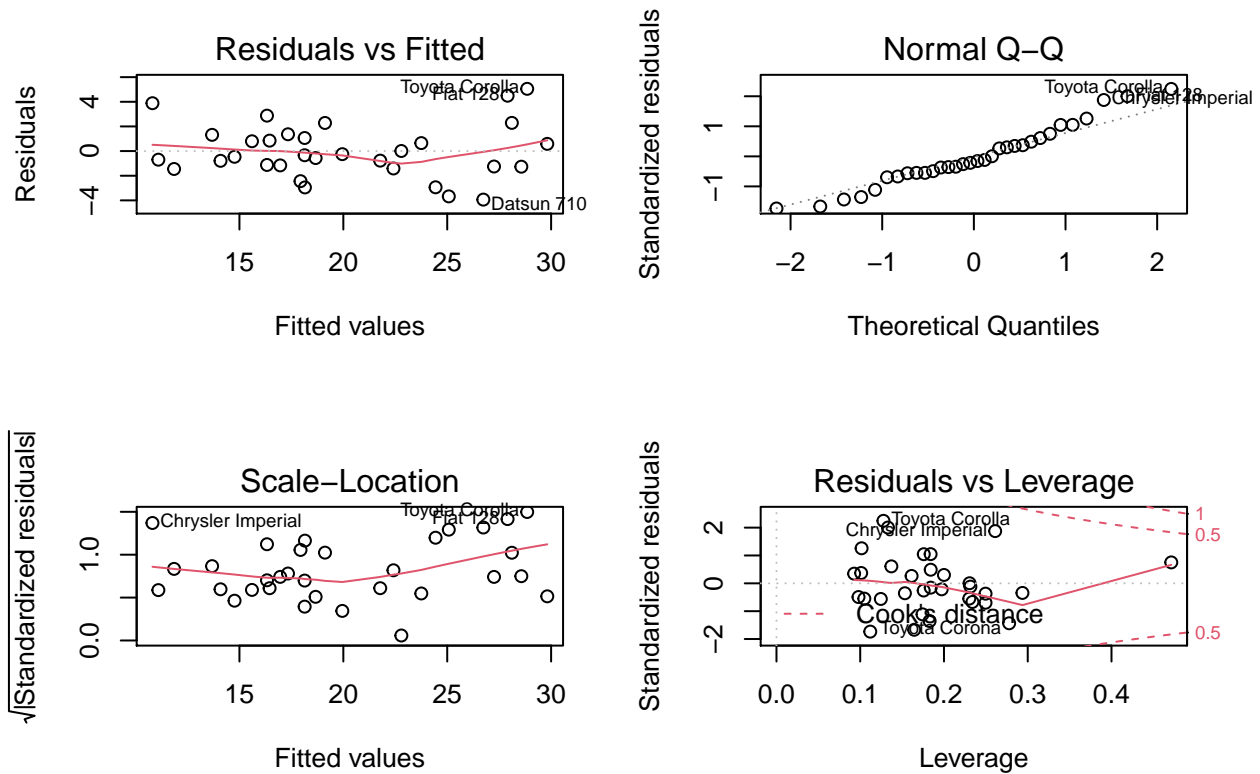 Residuals vs Fitted
Residuals
−4 0 4
Toyota Corolla
Fiat 128
Datsun 710
15 20 25 30
Fitted values
Normal Q−Q
Standardized residuals
−1 1
Toyota Corolla
Fiat 128
Chrysler Imperial
−2 −1 0 1 2
Theoretical Quantiles
Scale−Location
√|Standardized residuals|
0.0 1.0
Toyota Corolla
Fiat 128
Chrysler Imperial
15 20 25 30
Fitted values
Residuals vs Leverage
Standardized residuals
−2 0 2
Toyota Corolla
Chrysler Imperial
Cook's distance
Toyota Corona
1
0.5
0.5
0.0 0.1 0.2 0.3 0.4
Leverage